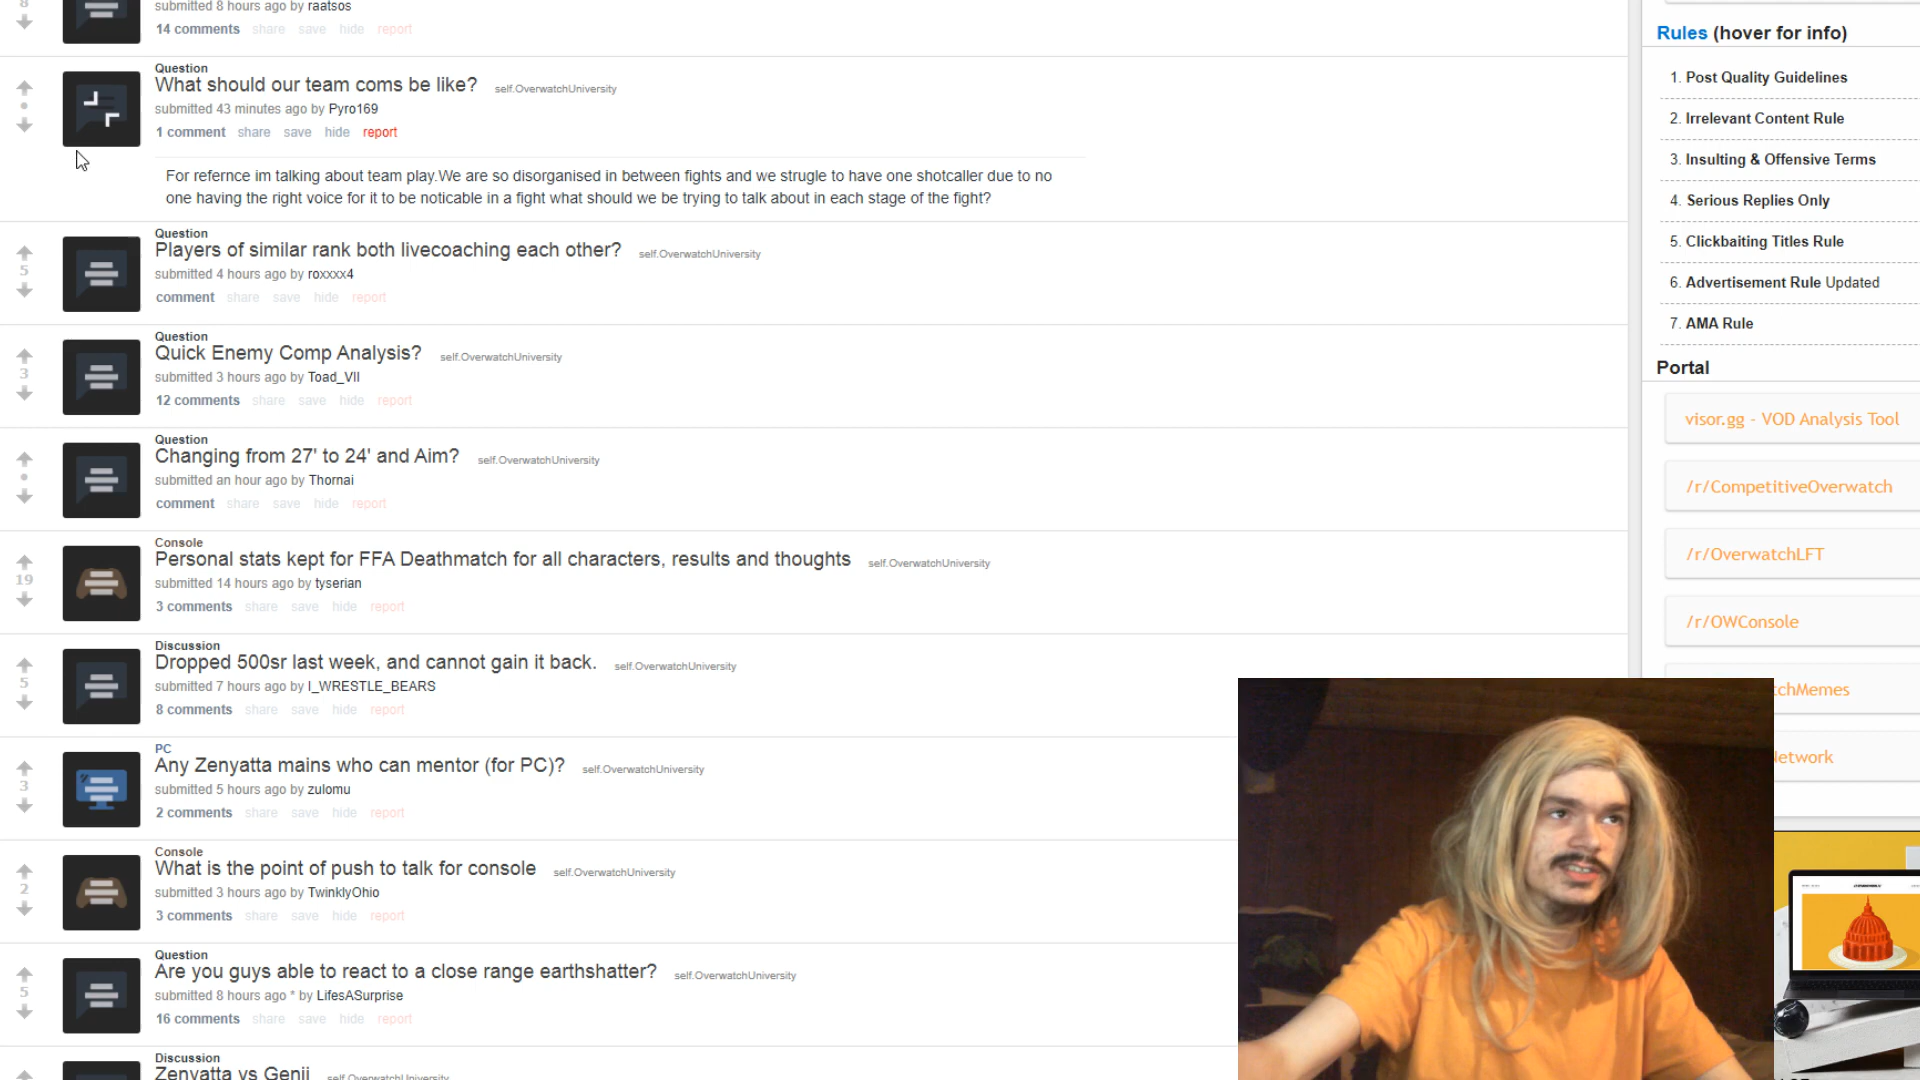 8
submitted 8 hours ago by raatsos
14 comments share save hide report
Question
What should our team coms be like? self.OverwatchUniversity
submitted 43 minutes ago by Pyro169
1 comment share save hide report
For refernce im talking about team play.We are so disorganised in between fights and we strugle to have one shotcaller due to no
one having the right voice for it to be noticable in a fight what should we be trying to talk about in each stage of the fight?
Question
Players of similar rank both livecoaching each other? self.OverwatchUniversity
5
submitted 4 hours ago by roxxxx4
comment share save hide report
Question
Quick Enemy Comp Analysis? self.OverwatchUniversity
3
submitted 3 hours ago by Toad_VII
12 comments share save hide report
Question
Changing from 27' to 24' and Aim? self.OverwatchUniversity
submitted an hour ago by Thornai
comment share save hide report
Console
Personal stats kept for FFA Deathmatch for all characters, results and thoughts self.OverwatchUniversity
19
submitted 14 hours ago by tyserian
3 comments share save hide report
Discussion
Dropped 500sr last week, and cannot gain it back. self.OverwatchUniversity
5
submitted 7 hours ago by I_WRESTLE_BEARS
8 comments share save hide report
PC
Any Zenyatta mains who can mentor (for PC)? self.OverwatchUniversity
3
submitted 5 hours ago by zulomu
2 comments share save hide report
Console
What is the point of push to talk for console self.OverwatchUniversity
2
submitted 3 hours ago by TwinklyOhio
3 comments share save hide report
Question
Are you guys able to react to a close range earthshatter? self.OverwatchUniversity
5
submitted 8 hours ago * by LifesASurprise
16 comments share save hide report
Discussion
Zenyatta vs Genji self.OverwatchUniversity
Rules (hover for info)
1. Post Quality Guidelines
2. Irrelevant Content Rule
3. Insulting & Offensive Terms
4. Serious Replies Only
5. Clickbaiting Titles Rule
6. Advertisement Rule Updated
7. AMA Rule
Portal
visor.gg - VOD Analysis Tool
/r/CompetitiveOverwatch
/r/OverwatchLFT
/r/OWConsole
chMemes
etwork